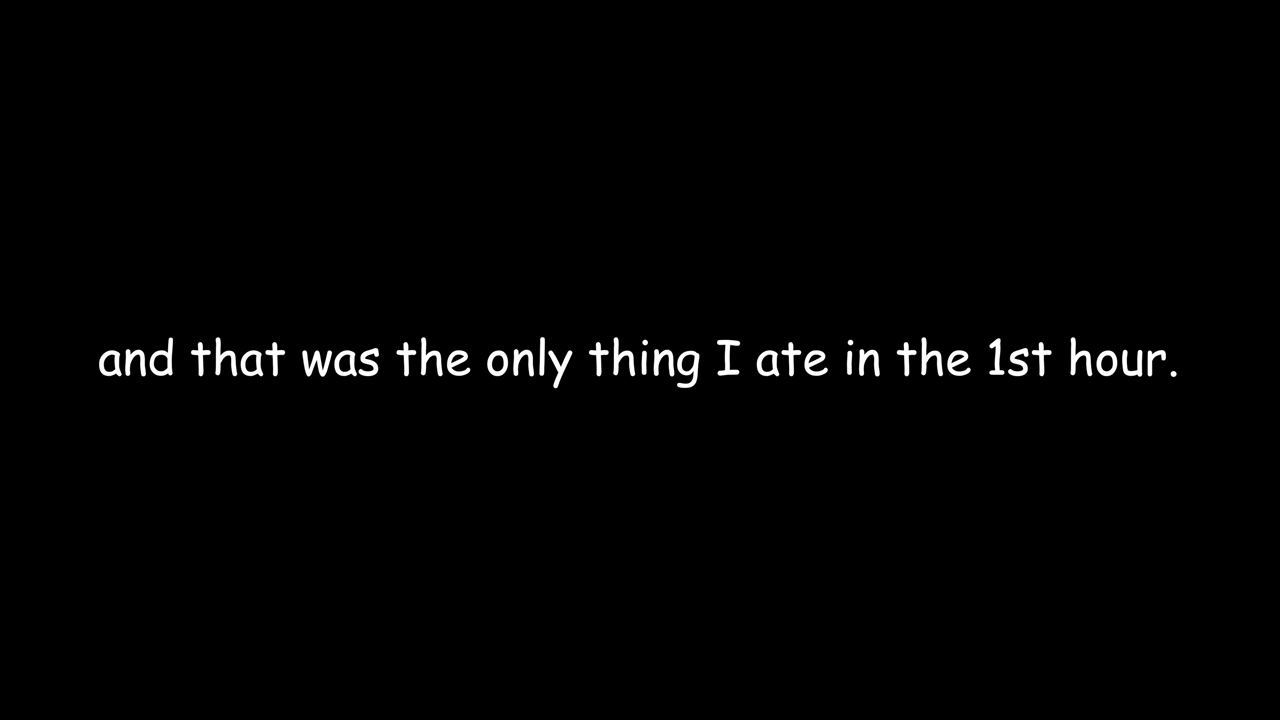 and that was the only thing I ate in the 1st hour.